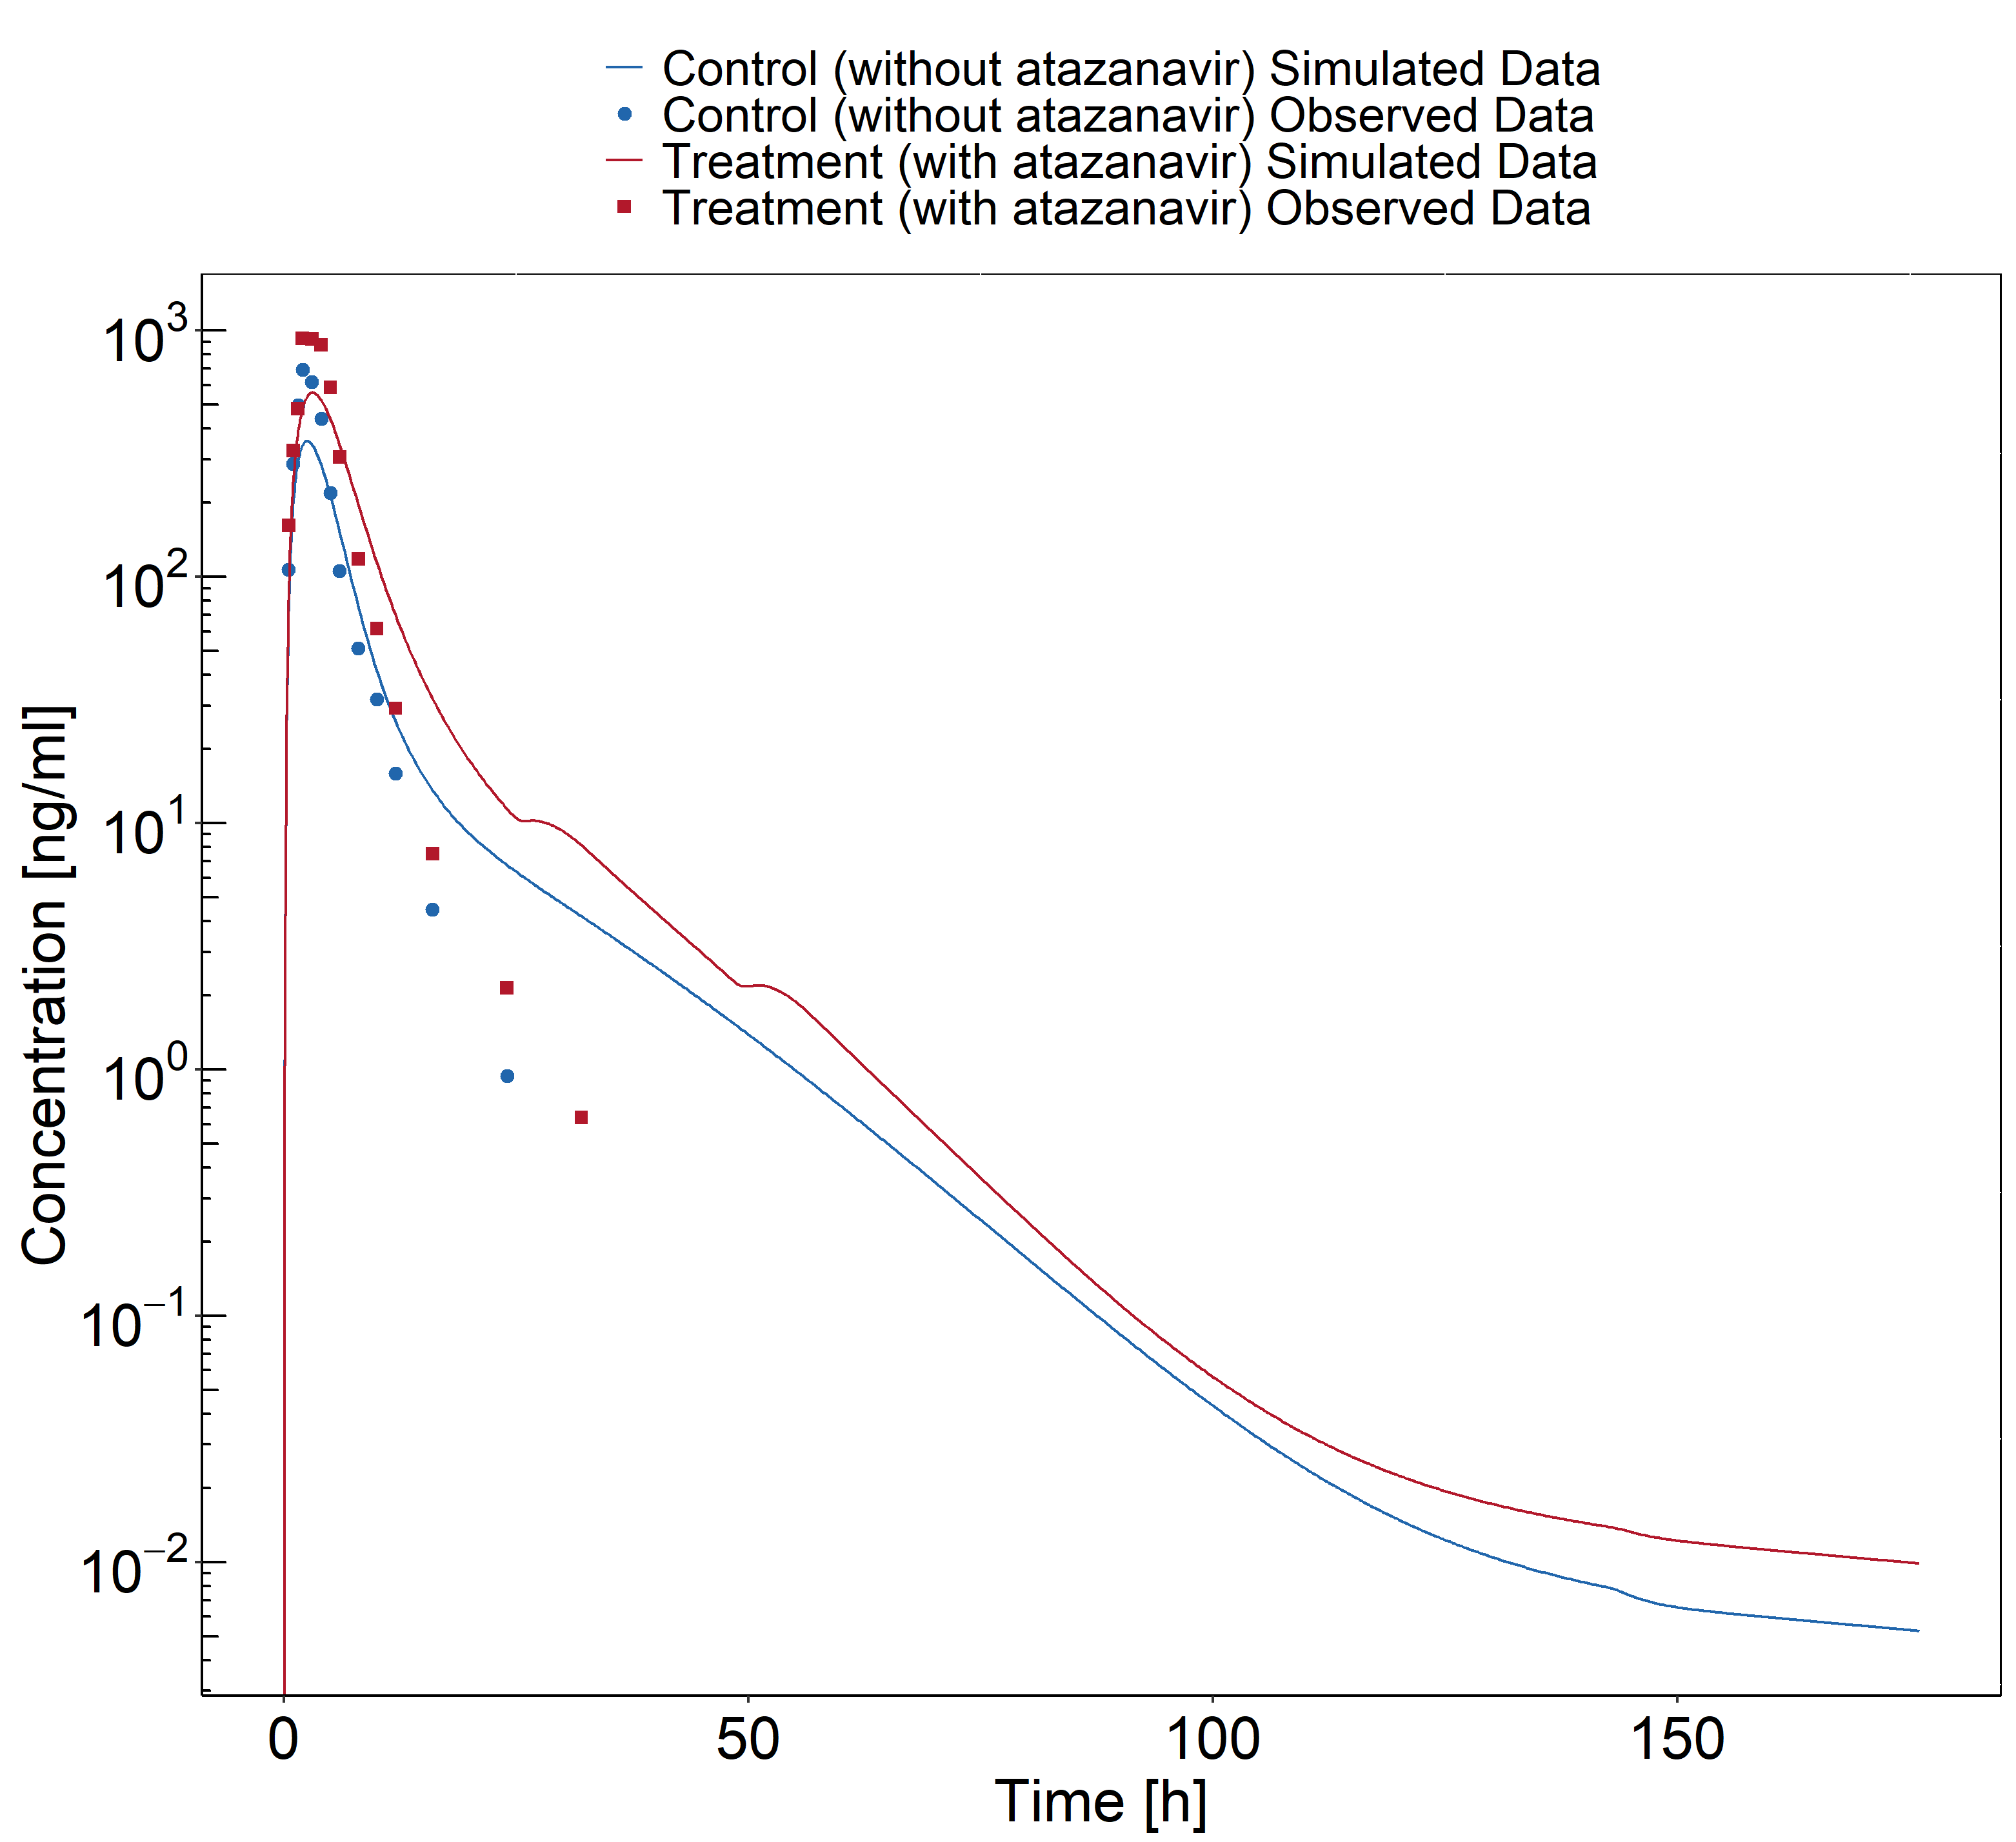 Control (without atazanavir) Simulated Data
Control (without atazanavir) Observed Data
Treatment (with atazanavir) Simulated Data
Treatment (with atazanavir) Observed Data
Concentration [ng/ml]
10³
10²
10¹
10⁰
10⁻¹
10⁻²
0 50 100 150
Time [h]